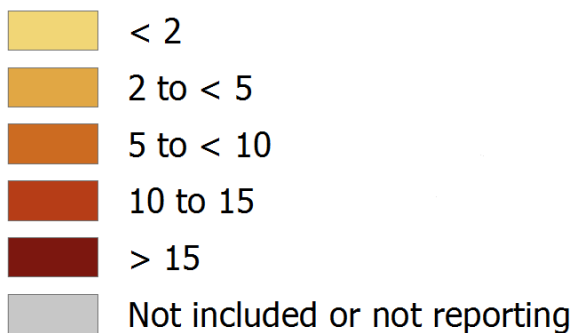 < 2
2 to < 5
5 to < 10
10 to 15
> 15
Not included or not reporting